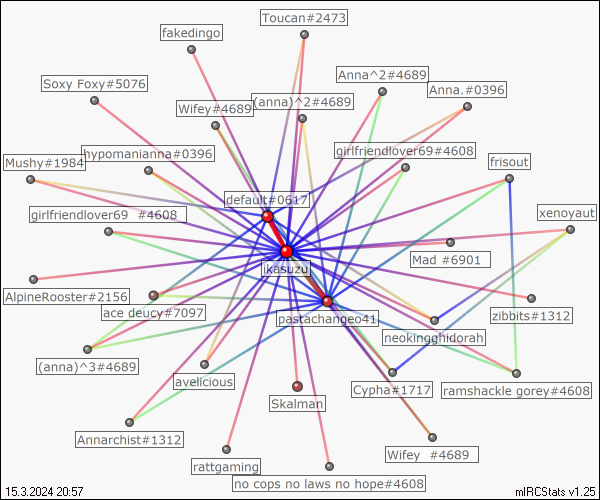 Toucan#2473
fakedingo
Anna^2#4689
Soxy Foxy#5076
Anna.#0396
Wifey#4689
(anna)^2#4689
girlfriendlover69#4608
hypomanianna#0396
Mushy#1984
frisout
default#0617
girlfriendlover69 #4608
xenoyaut
Mad #6901
ikasuzu
AlpineRooster#2156
ace deucy#7097
pastachangeo41
zibbits#1312
neokingghidorah
(anna)^3#4689
avelicious
Cypha#1717
ramshackle gorey#4608
Skalman
Annarchist#1312
Wifey #4689
rattgaming
no cops no laws no hope#4608
15.3.2024 20:57
mIRCStats v1.25